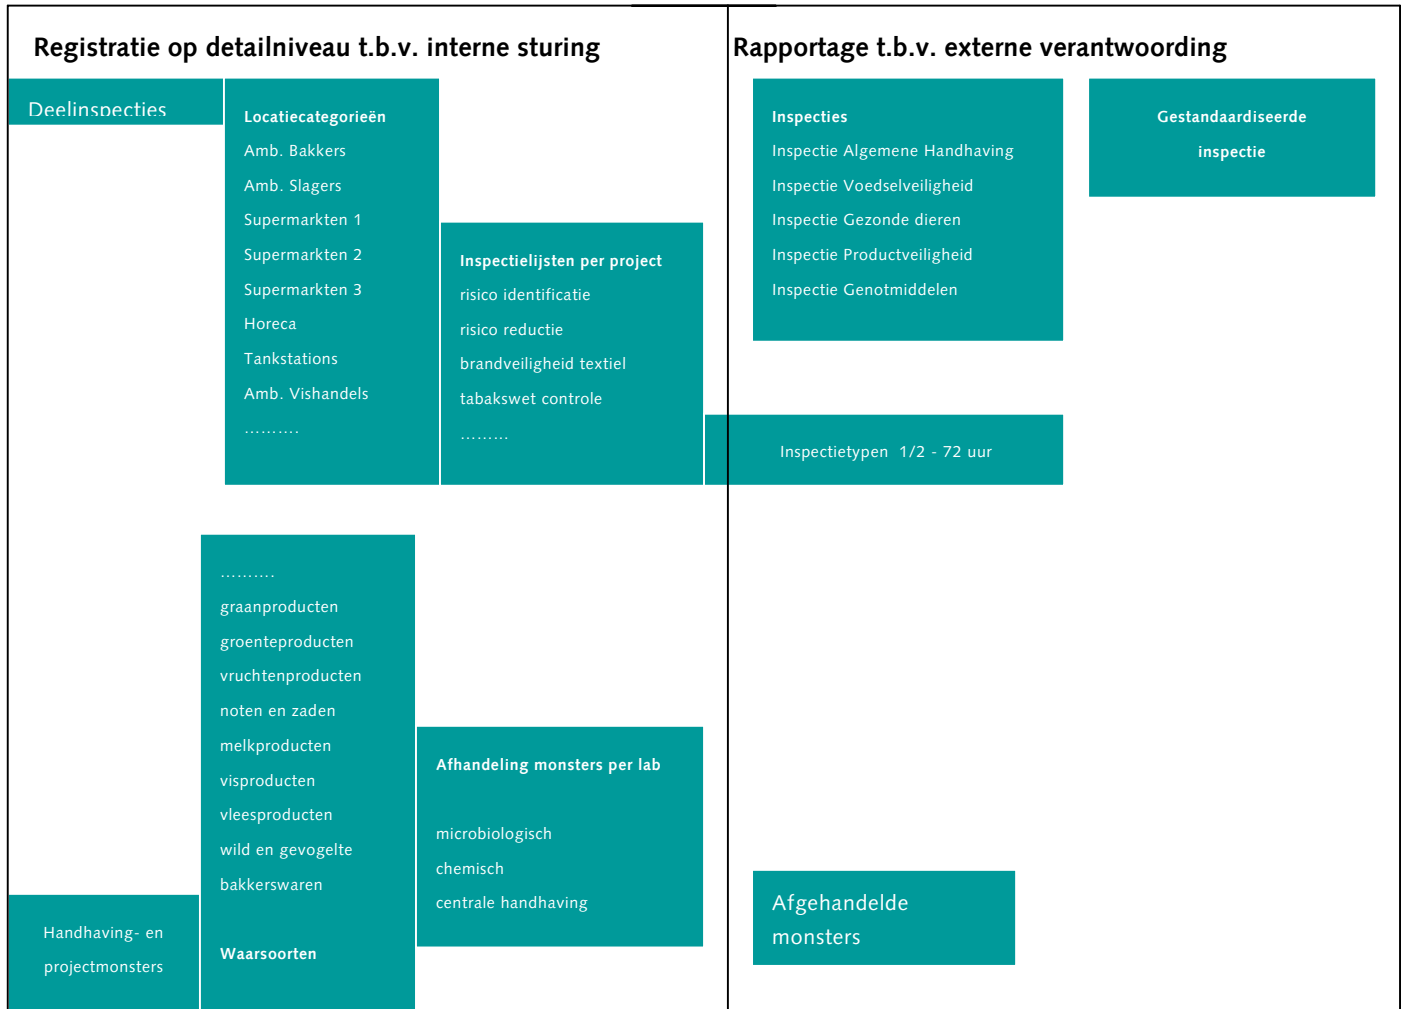 Registratie op detailniveau t.b.v. interne sturing
Deelinspecties
Locatiecategorieën
Amb. Bakkers
Amb. Slagers
Supermarkten 1
Supermarkten 2
Supermarkten 3
Horeca
Tankstations
Amb. Vishandels
……….
Inspectielijsten per project
risico identificatie
risico reductie
brandveiligheid textiel
tabakswet controle
………
Rapportage t.b.v. externe verantwoording
Inspecties
Inspectie Algemene Handhaving
Inspectie Voedselveiligheid
Inspectie Gezonde dieren
Inspectie Productveiligheid
Inspectie Genotmiddelen
Gestandaardiseerde
inspectie
Inspectietypen 1/2 - 72 uur
Handhaving- en
projectmonsters
……….
graanproducten
groenteproducten
vruchtenproducten
noten en zaden
melkproducten
visproducten
vleesproducten
wild en gevogelte
bakkerswaren
Waarsoorten
Afhandeling monsters per lab
microbiologisch
chemisch
centrale handhaving
Afgehandelde
monsters